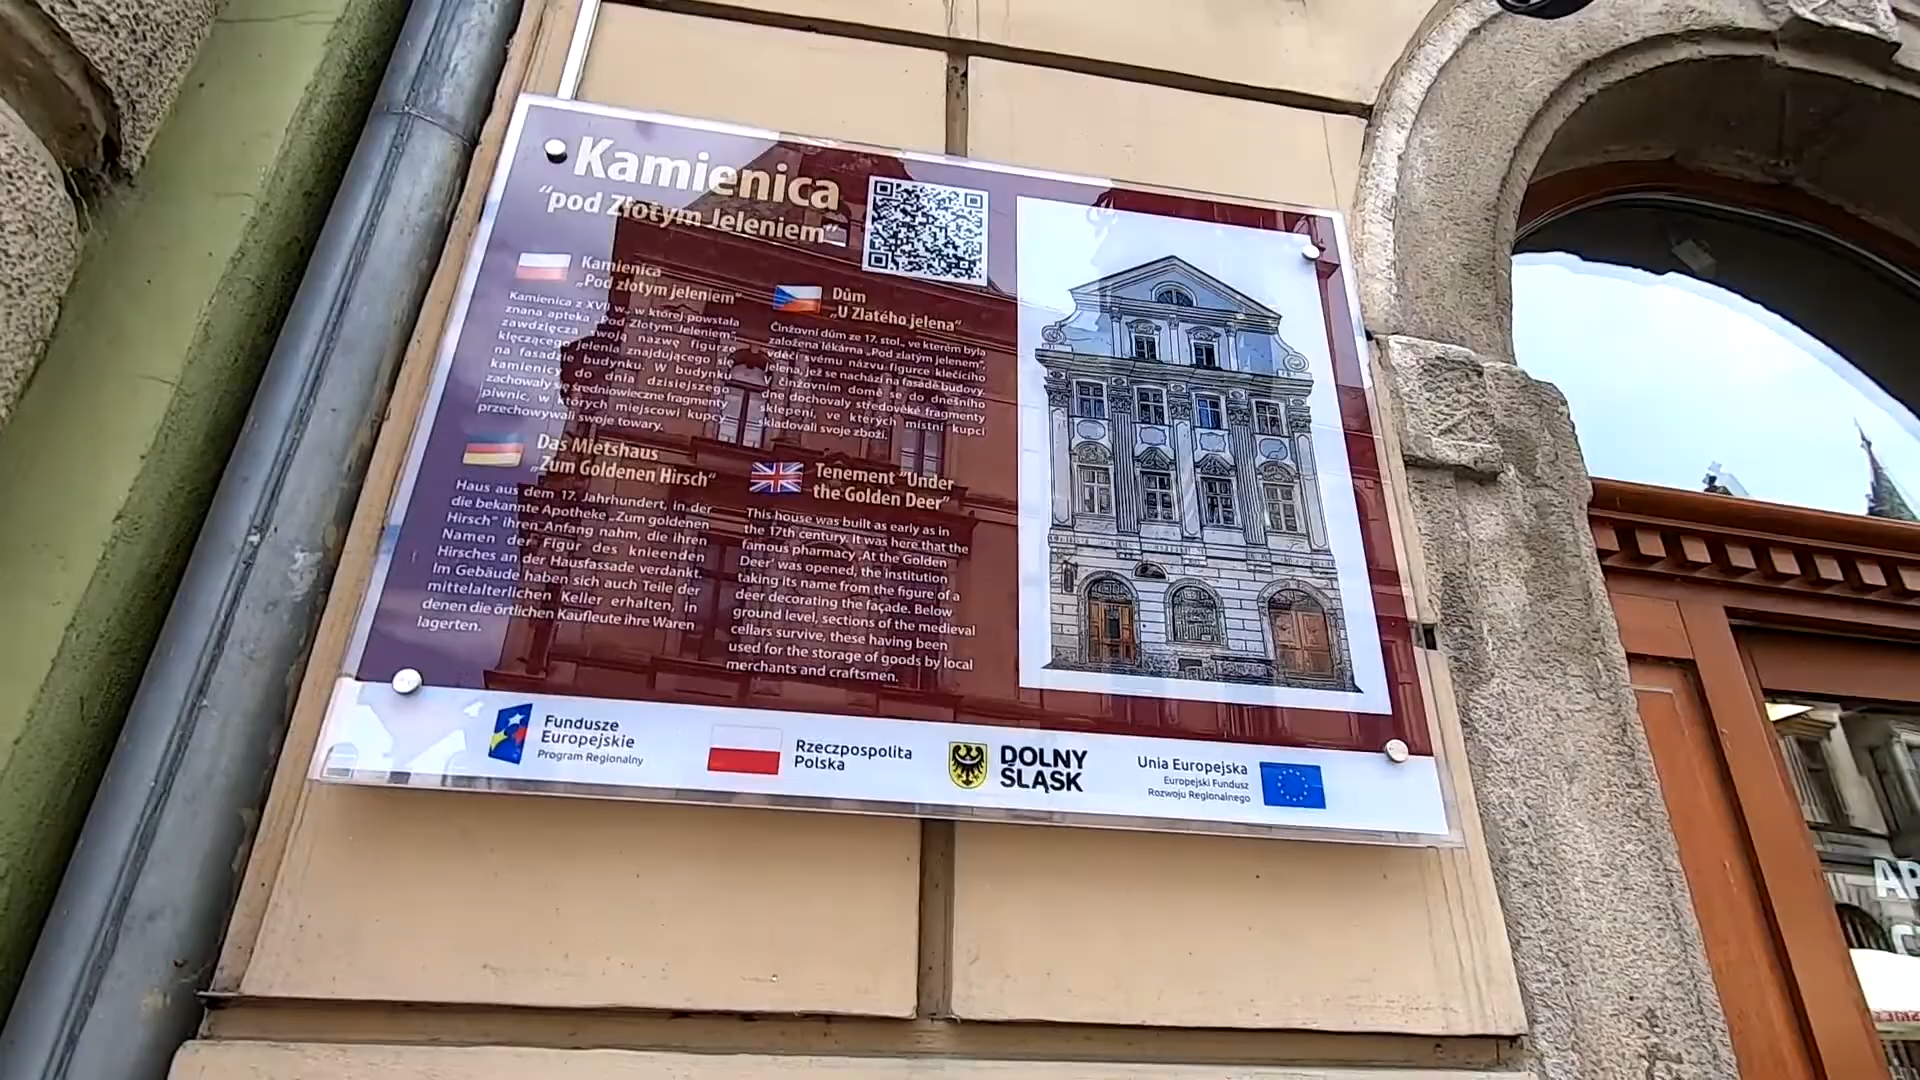 Kamienica
“pod Złotym Jeleniem”
Kamienica
„Pod złotym jeleniem”
Kamienica z XVII w., w której powstała
znana apteka „Pod Złotym Jeleniem”,
zawdzięcza swoją nazwę figurze
klęczącego jelenia znajdującego się
na fasadzie budynku. W budynku
kamienicy do dnia dzisiejszego
zachowały się średniowieczne fragmenty
piwnic, w których miejscowi kupcy
przechowywali swoje towary.
Dům
„U Zlatého jelena”
Činžovní dům ze 17. stol., ve kterém byla
založena lékárna „Pod zlatým jelenem”,
vděčí svému názvu figurce klečícího
jelena, jež se nachází na fasádě budovy.
V činžovním domě se do dnešního
dne dochovaly středověké fragmenty
sklepení, ve kterých místní kupci
skladovali svoje zboží.
Das Mietshaus
„Zum Goldenen Hirsch”
Haus aus dem 17. Jahrhundert, in der
die bekannte Apotheke „Zum goldenen
Hirsch” ihren Anfang nahm, die ihren
Namen der Figur des knieenden
Hirsches an der Hausfassade verdankt.
Im Gebäude haben sich auch Teile der
mittelalterlichen Keller erhalten, in
denen die örtlichen Kaufleute ihre Waren
lagerten.
Tenement “Under
the Golden Deer”
This house was built as early as in
the 17th century. It was here that the
famous pharmacy ‚At the Golden
Deer’ was opened, the institution
taking its name from the figure of a
deer decorating the façade. Below
ground level, sections of the medieval
cellars survive, these having been
used for the storage of goods by local
merchants and craftsmen.
Fundusze
Europejskie
Program Regionalny
Rzeczpospolita
Polska
DOLNY
ŚLĄSK
Unia Europejska
Europejski Fundusz
Rozwoju Regionalnego